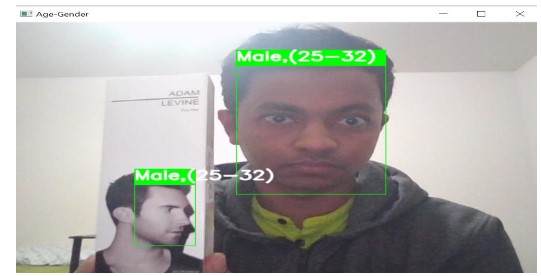 Age-Gender
Male,(25-32)
ADAM
LEVINE
Male,(25-32)